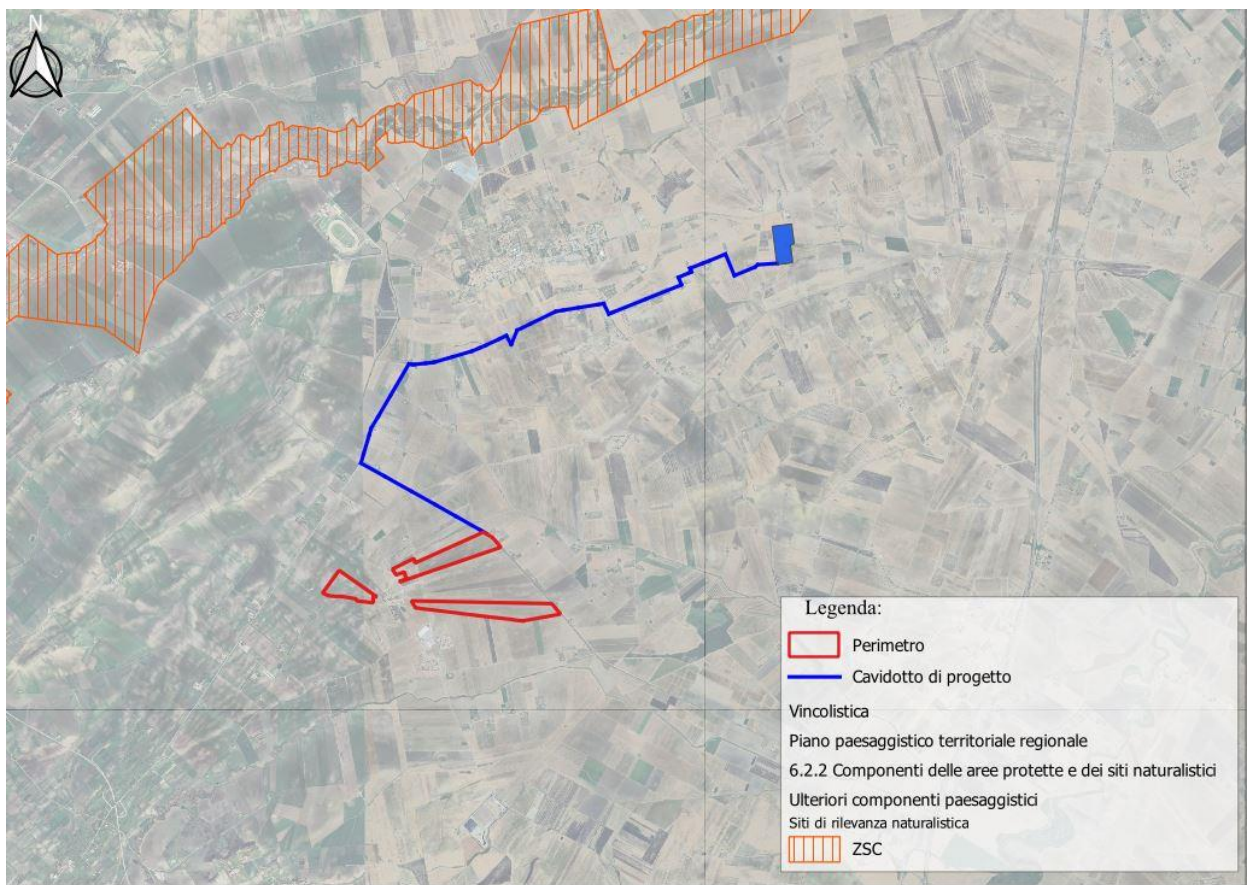 N
Legenda:
Perimetro
Cavidotto di progetto
Vincolistica
Piano paesaggistico territoriale regionale
6.2.2 Componenti delle aree protette e dei siti naturalistici
Ulteriori componenti paesaggistici
Siti di rilevanza naturalistica
ZSC